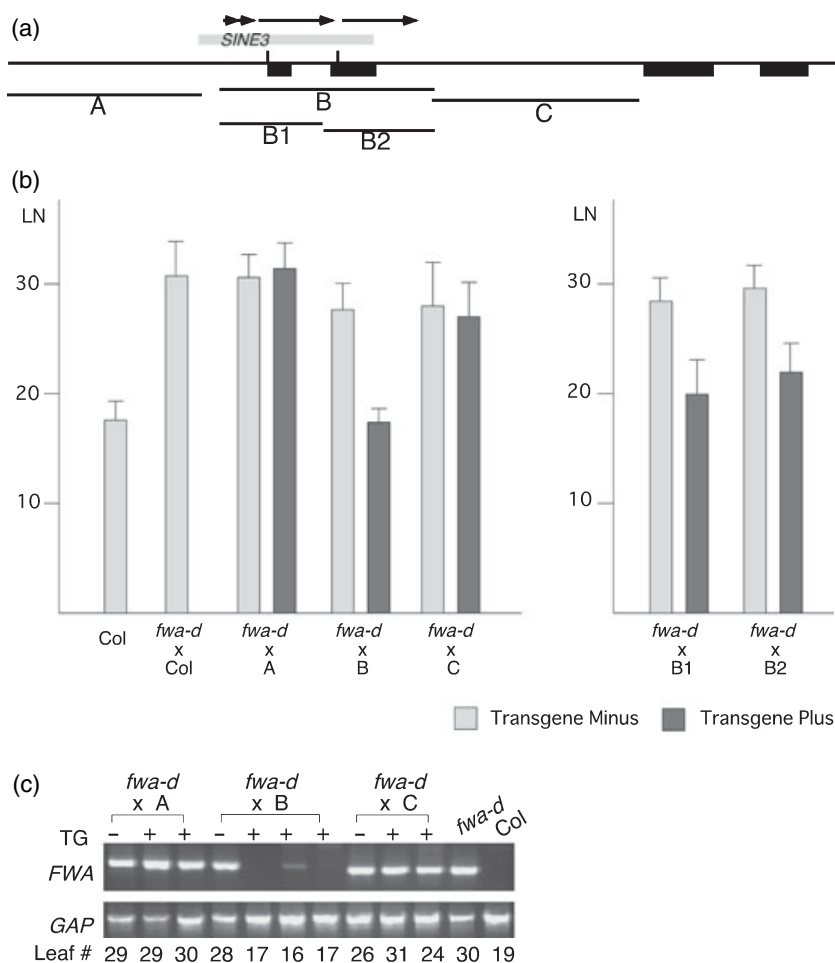 (a)
SINE3
A
B
C
B1
B2
(b)
LN
30
20
10
Col
fwa-d x Col
fwa-d x A
fwa-d x B
fwa-d x C
LN
30
20
10
fwa-d x B1
fwa-d x B2
Transgene Minus
Transgene Plus
(c)
fwa-d x A
fwa-d x B
fwa-d x C
fwa-d
Col
TG – + + – + + + – + +
FWA
GAP
Leaf # 29 29 30 28 17 16 17 26 31 24 30 19